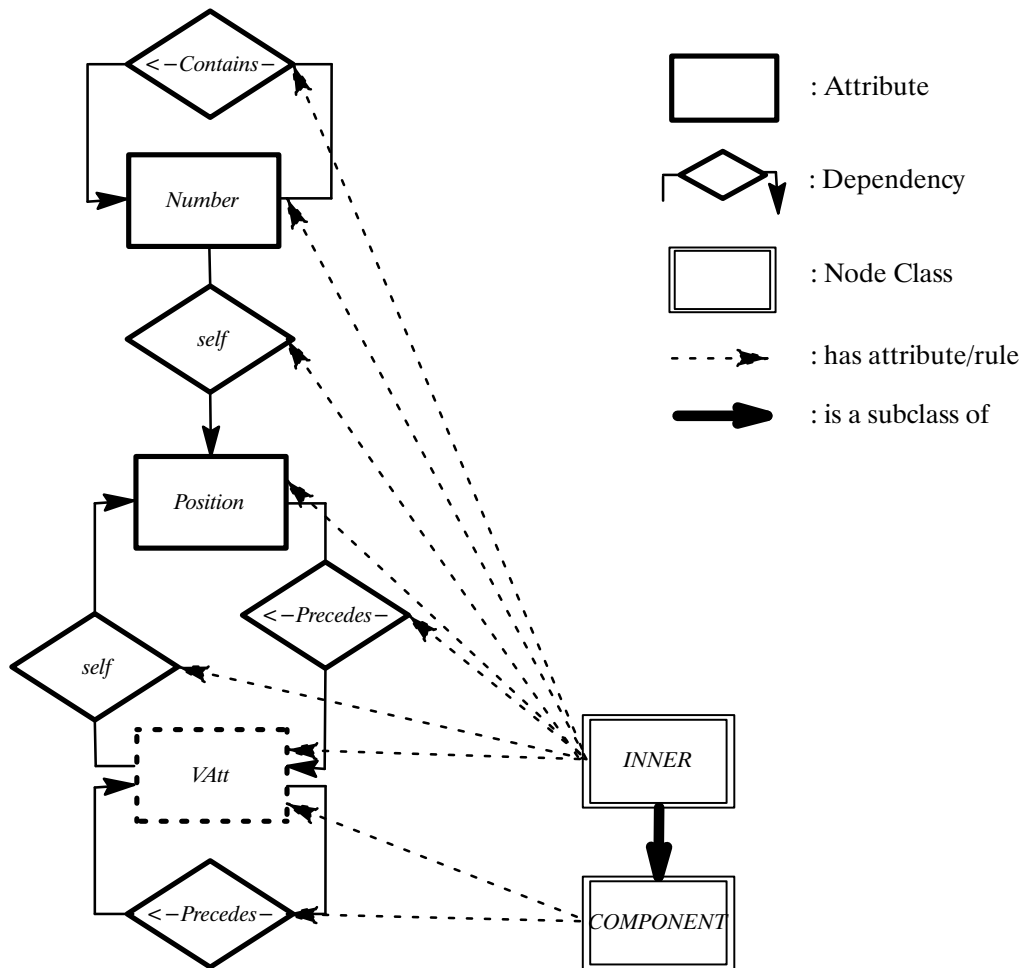 <−Contains−
: Attribute
Number
: Dependency
: Node Class
self
: has attribute/rule
: is a subclass of
Position
<−Precedes−
self
VAtt
INNER
<−Precedes−
COMPONENT